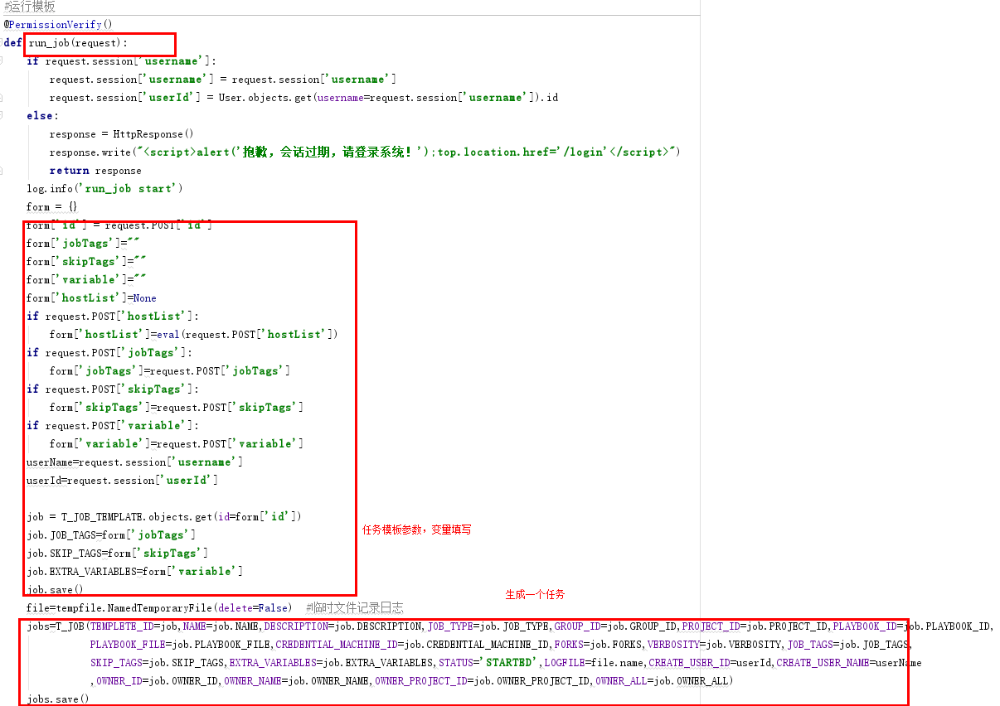 #运行模板
@PermissionVerify()
def run_job(request):
if request.session['username']:
request.session['username'] = request.session['username']
request.session['userId'] = User.objects.get(username=request.session['username']).id
else:
response = HttpResponse()
response.write("<script>alert('抱歉，会话过期，请登录系统！');top.location.href='/login'</script>")
return response
log.info('run_job start')
form = {}
form['id'] = request.POST['id']
form['jobTags']=""
form['skipTags']=""
form['variable']=""
form['hostList']=None
if request.POST['hostList']:
form['hostList']=eval(request.POST['hostList'])
if request.POST['jobTags']:
form['jobTags']=request.POST['jobTags']
if request.POST['skipTags']:
form['skipTags']=request.POST['skipTags']
if request.POST['variable']:
form['variable']=request.POST['variable']
userName=request.session['username']
userId=request.session['userId']
job = T_JOB_TEMPLATE.objects.get(id=form['id'])
任务模板参数，变量填写
job.JOB_TAGS=form['jobTags']
job.SKIP_TAGS=form['skipTags']
job.EXTRA_VARIABLES=form['variable']
job.save()
生成一个任务
file=tempfile.NamedTemporaryFile(delete=False) #临时文件记录日志
jobs=T_JOB(TEMPLETE_ID=job,NAME=job.NAME,DESCRIPTION=job.DESCRIPTION,JOB_TYPE=job.JOB_TYPE,GROUP_ID=job.GROUP_ID,PROJECT_ID=job.PROJECT_ID,PLAYBOOK_ID=job.PLAYBOOK_ID,
PLAYBOOK_FILE=job.PLAYBOOK_FILE,CREDENTIAL_MACHINE_ID=job.CREDENTIAL_MACHINE_ID,FORKS=job.FORKS,VERBOSITY=job.VERBOSITY,JOB_TAGS=job.JOB_TAGS,
SKIP_TAGS=job.SKIP_TAGS,EXTRA_VARIABLES=job.EXTRA_VARIABLES,STATUS='STARTED',LOGFILE=file.name,CREATE_USER_ID=userId,CREATE_USER_NAME=userName
,OWNER_ID=job.OWNER_ID,OWNER_NAME=job.OWNER_NAME,OWNER_PROJECT_ID=job.OWNER_PROJECT_ID,OWNER_ALL=job.OWNER_ALL)
jobs.save()